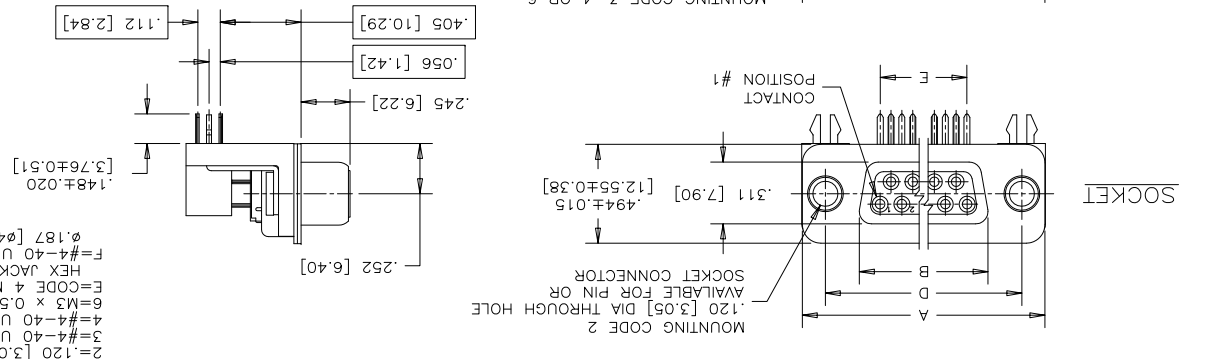 A
D
B
MOUNTING CODE 2
.120 [3.05] DIA THROUGH HOLE
AVAILABLE FOR PIN OR
SOCKET CONNECTOR
2=.120 [3.0
3=#4-40 U
4=#4-40 U
6=M3 x 0.5
E=CODE 4
HEX JACK
F=#4-40 U
ø.187 [ø4
.252 [6.40]
SOCKET
1
2
.311 [7.90]
.494±.015
[12.55±0.38]
.148±.020
[3.76±0.51]
E
CONTACT
POSITION
#1
.245 [6.22]
.056 [1.42]
.405 [10.29]
.112 [2.84]
MOUNTING CODE 3, 4 OR 6